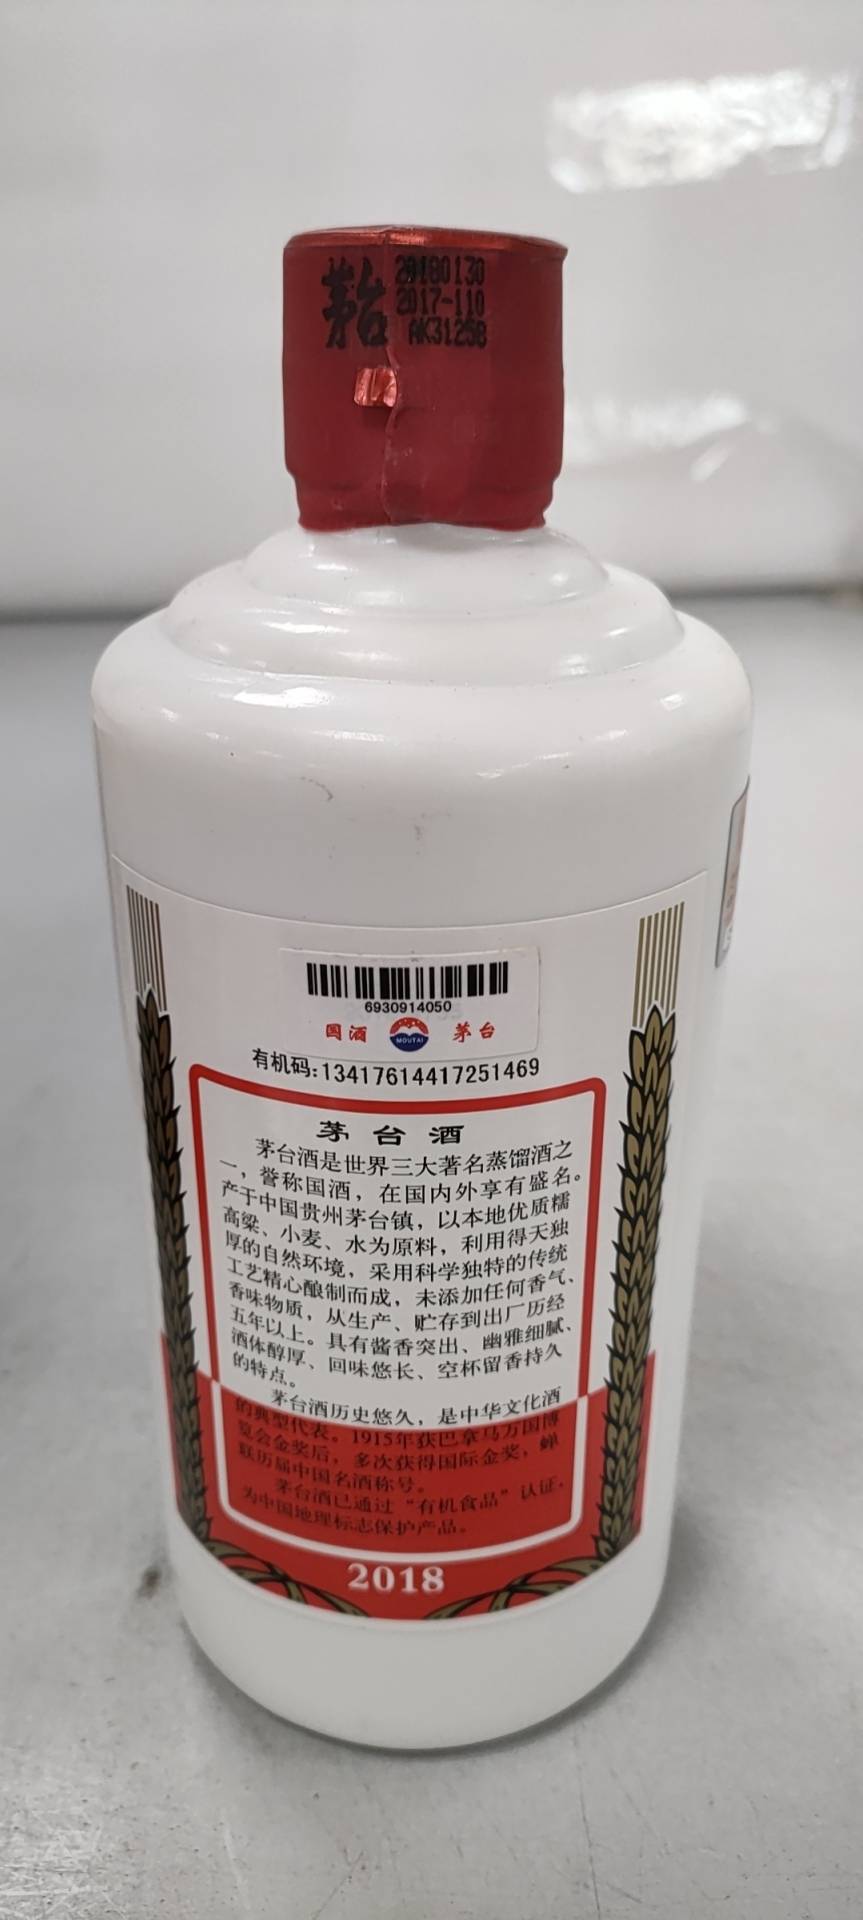 茅台
20180130
2017-110
AK31258
6930914050
国酒 MOUTAI 茅台
有机码:13417614417251469
茅台酒
茅台酒是世界三大著名蒸馏酒之
一，誉称国酒，在国内外享有盛名。
产于中国贵州茅台镇，以本地优质糯
高粱、小麦、水为原料，利用得天独
厚的自然环境，采用科学独特的传统
工艺精心酿制而成，未添加任何香气、
香味物质，从生产、贮存到出厂历经
五年以上。具有酱香突出、幽雅细腻、
酒体醇厚、回味悠长、空杯留香持久
的特点。
茅台酒历史悠久，是中华文化酒
的典型代表。1915年获巴拿马万国博
览会金奖后，多次获得国际金奖，蝉
联历届中国名酒称号。
茅台酒已通过“有机食品”认证，
为中国地理标志保护产品。
2018